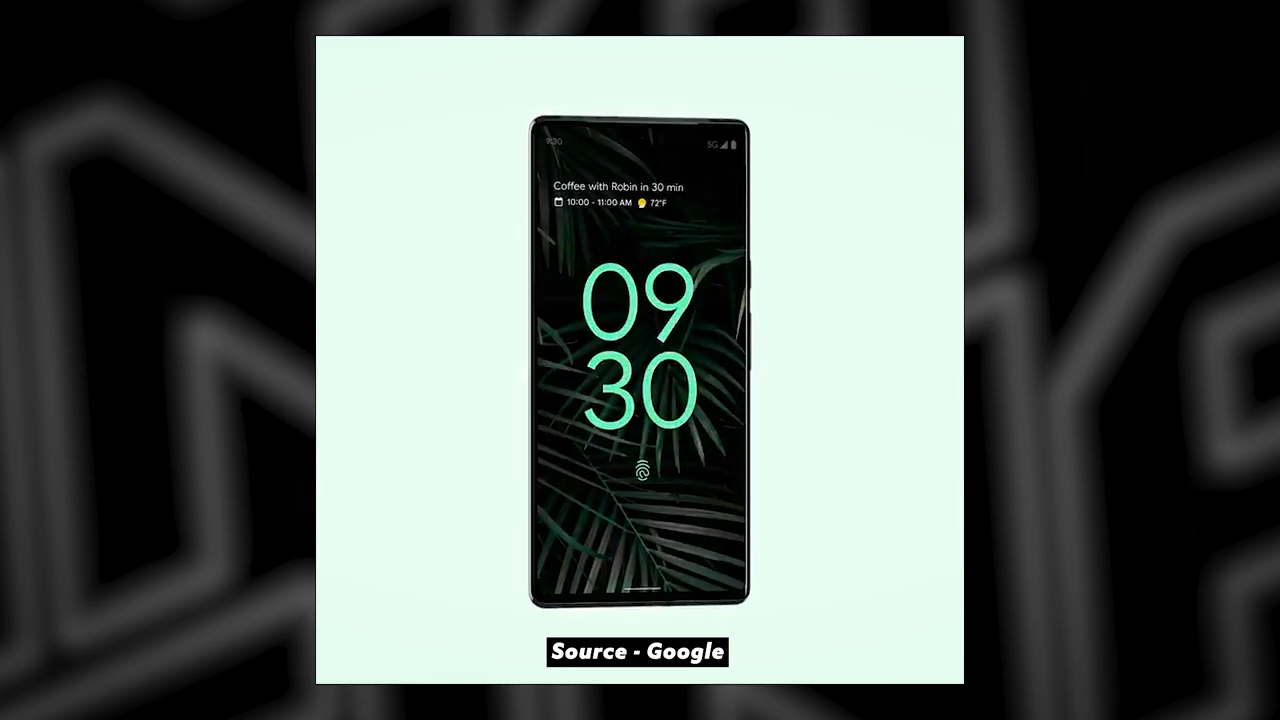 9:30
5G
Coffee with Robin in 30 min
10:00 - 11:00 AM 72°F
09
30
Source - Google